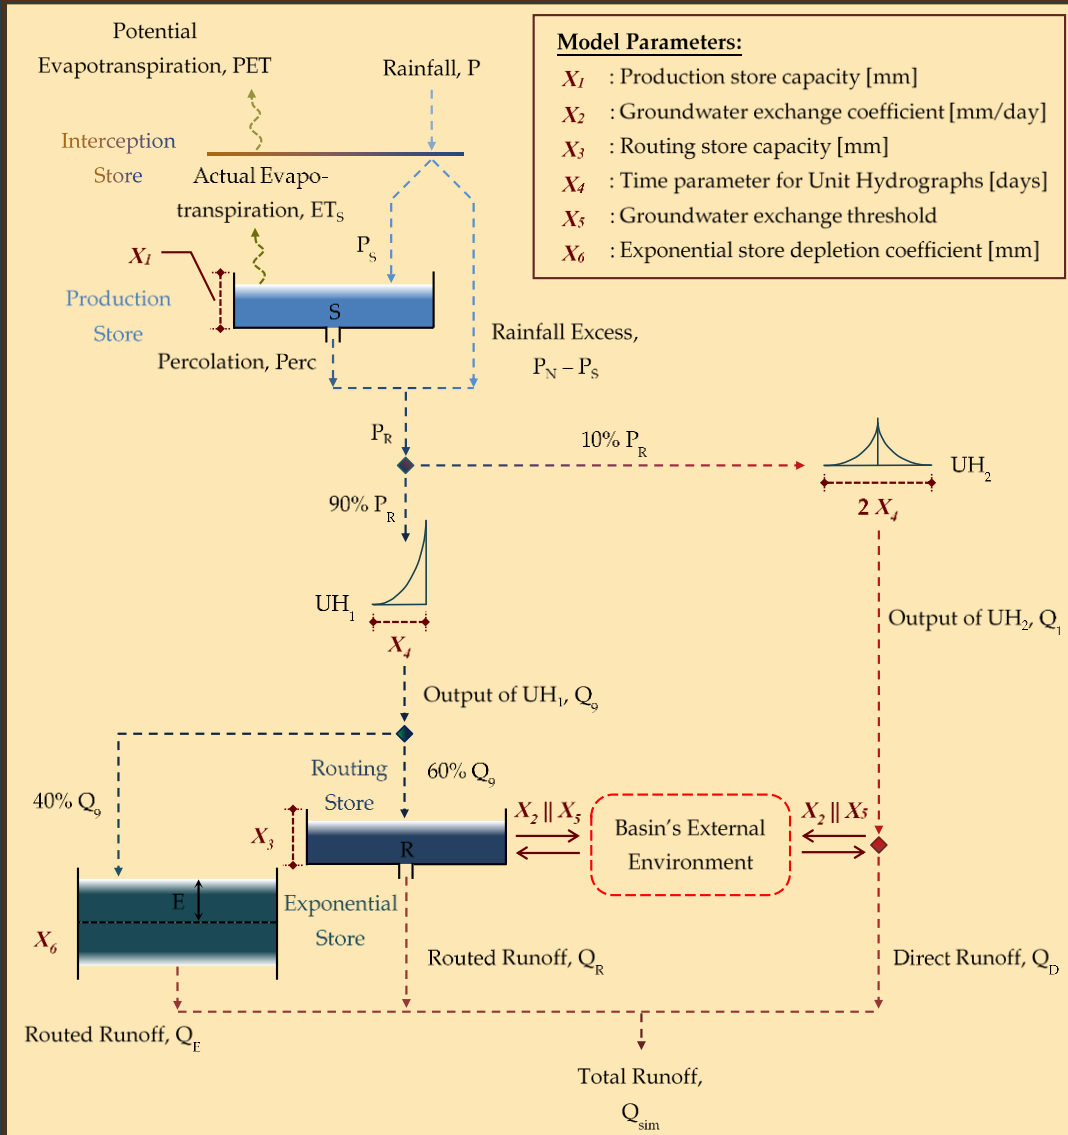 Potential
Evapotranspiration, PET
Rainfall, P
Interception
Store
Actual Evapo-
transpiration, ETS
PS
X1
Production
Store
S
Percolation, Perc
Rainfall Excess,
PN – PS
Model Parameters:
X1 : Production store capacity [mm]
X2 : Groundwater exchange coefficient [mm/day]
X3 : Routing store capacity [mm]
X4 : Time parameter for Unit Hydrographs [days]
X5 : Groundwater exchange threshold
X6 : Exponential store depletion coefficient [mm]
PR
10% PR
UH2
2 X4
90% PR
UH1
X4
Output of UH2, Q1
Output of UH1, Q9
Routing
Store
60% Q9
40% Q9
X3
R
X2 || X5
Basin's External
Environment
X2 || X5
E
Exponential
Store
X6
Routed Runoff, QR
Direct Runoff, QD
Routed Runoff, QE
Total Runoff,
Qsim